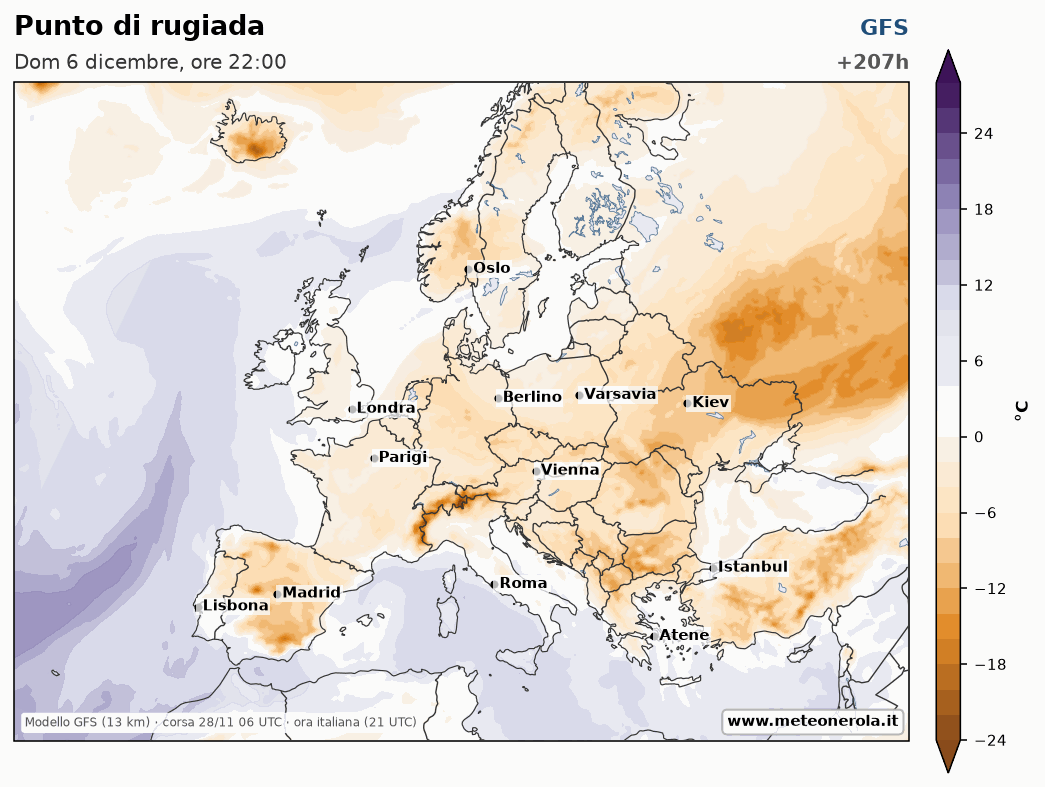 Punto di rugiada
GFS
Dom 6 dicembre, ore 22:00
+207h
24
18
12
6
0
−6
−12
−18
−24
°C
Oslo
Berlino
Varsavia
Kiev
Londra
Parigi
Vienna
Istanbul
Roma
Madrid
Lisbona
Atene
Modello GFS (13 km) · corsa 28/11 06 UTC · ora italiana (21 UTC)
www.meteonerola.it